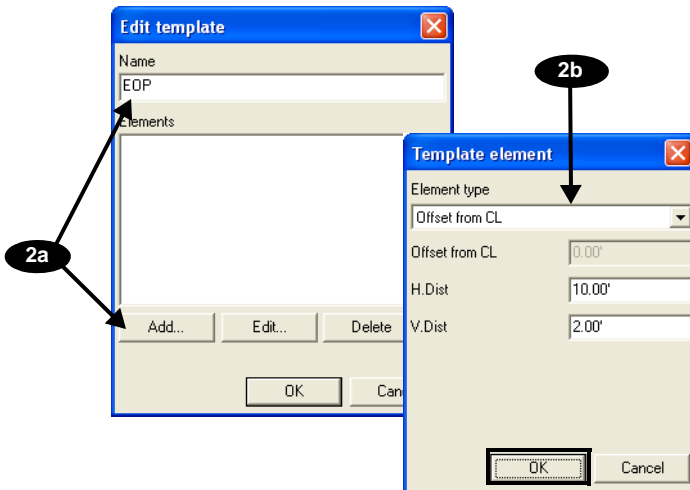 Edit template
Name
EOP
Elements
2a
Add...
Edit...
Delete
OK
2b
Template element
Element type
Offset from CL
Offset from CL
0.00'
H.Dist
10.00'
V.Dist
2.00'
OK
Cancel